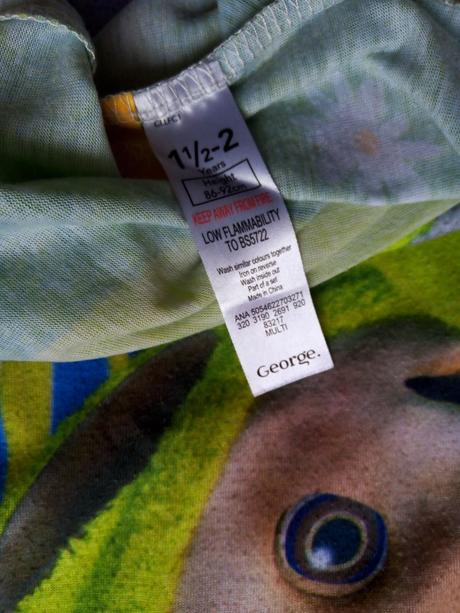 CLLFC1
1½-2
Years
Height
86-92cm
KEEP AWAY FROM FIRE
LOW FLAMMABILITY
TO BS5722
Wash similar colours together
Iron on reverse
Wash inside out
Part of a set
Made in China
ANA 5054622703271
320 3190 2691 920
83217
MULTI
George.